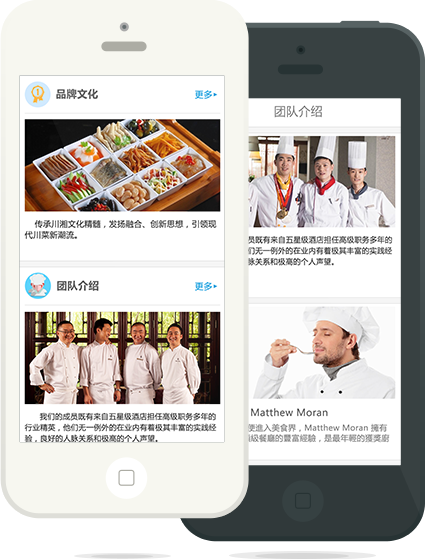 品牌文化
更多▸
传承川湘文化精髓，发扬融合、创新思想，引领现
代川菜新潮流。
团队介绍
更多▸
我们的成员既有来自五星级酒店担任高级职务多年的
行业精英，他们无一例外的在业内有着极其丰富的实践经
验，良好的人脉关系和极高的个人声望。
团队介绍
员既有来自五星级酒店担任高级职务多年的
们无一例外的在业内有着极其丰富的实践经
脉关系和极高的个人声望。
Matthew Moran
使進入美食界，Matthew Moran 擁有
級餐廳的豐富經驗，是最年輕的獲獎廚